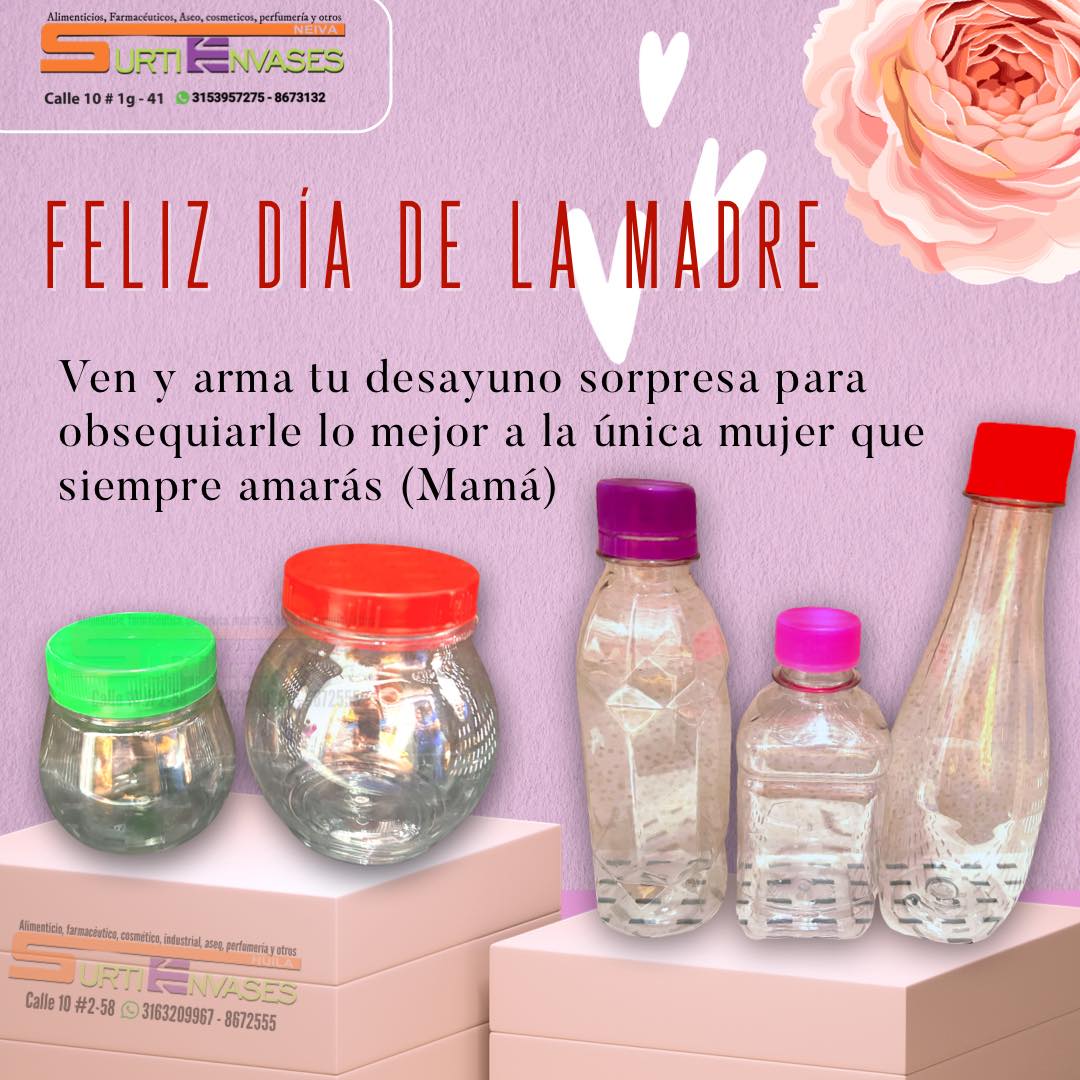 Alimenticios, Farmacéuticos, Aseo, cosmeticos, perfumería y otros
NEIVA
SURTIENVASES
Calle 10 # 1g - 41 3153957275 - 8673132
FELIZ DÍA DE LA MADRE
Ven y arma tu desayuno sorpresa para
obsequiarle lo mejor a la única mujer que
siempre amarás (Mamá)
Alimenticio, farmacéutico, cosmético, industrial, aseo, perfumería y otros
HUILA
SURTIENVASES
Calle 10 #2-58 3163209967 - 8672555